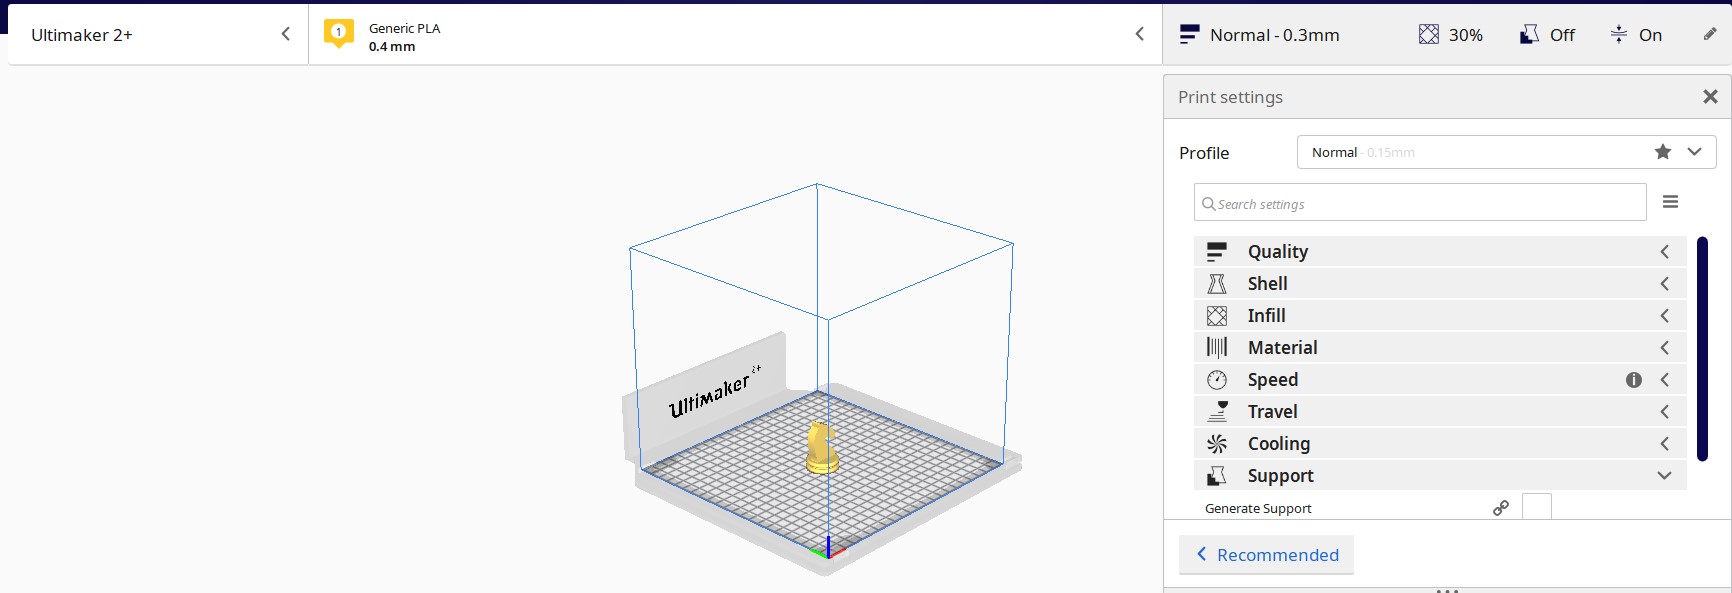 Ultimaker 2+
1
Generic PLA
0.4 mm
Normal - 0.3mm
30%
Off
On
Print settings
Profile
Normal - 0.15mm
Search settings
Quality
Shell
Infill
Material
Speed
Travel
Cooling
Support
Generate Support
Recommended
Ultimaker 2+